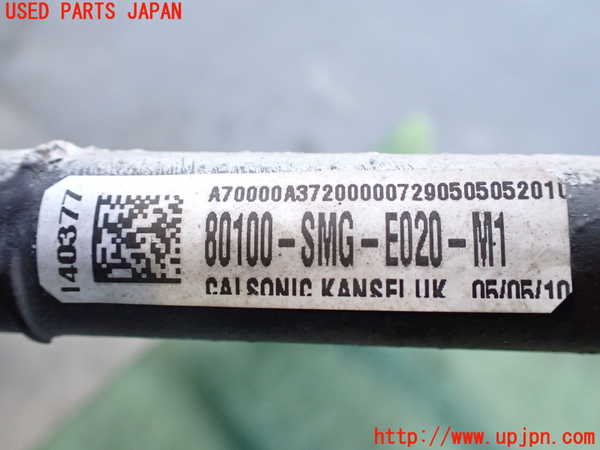 USED PARTS JAPAN
A70000A37200000729050505201
140377
80100-SMG-E020-M1
CALSONIC KANSEI UK 05/05/10
http://www.upjpn.com/